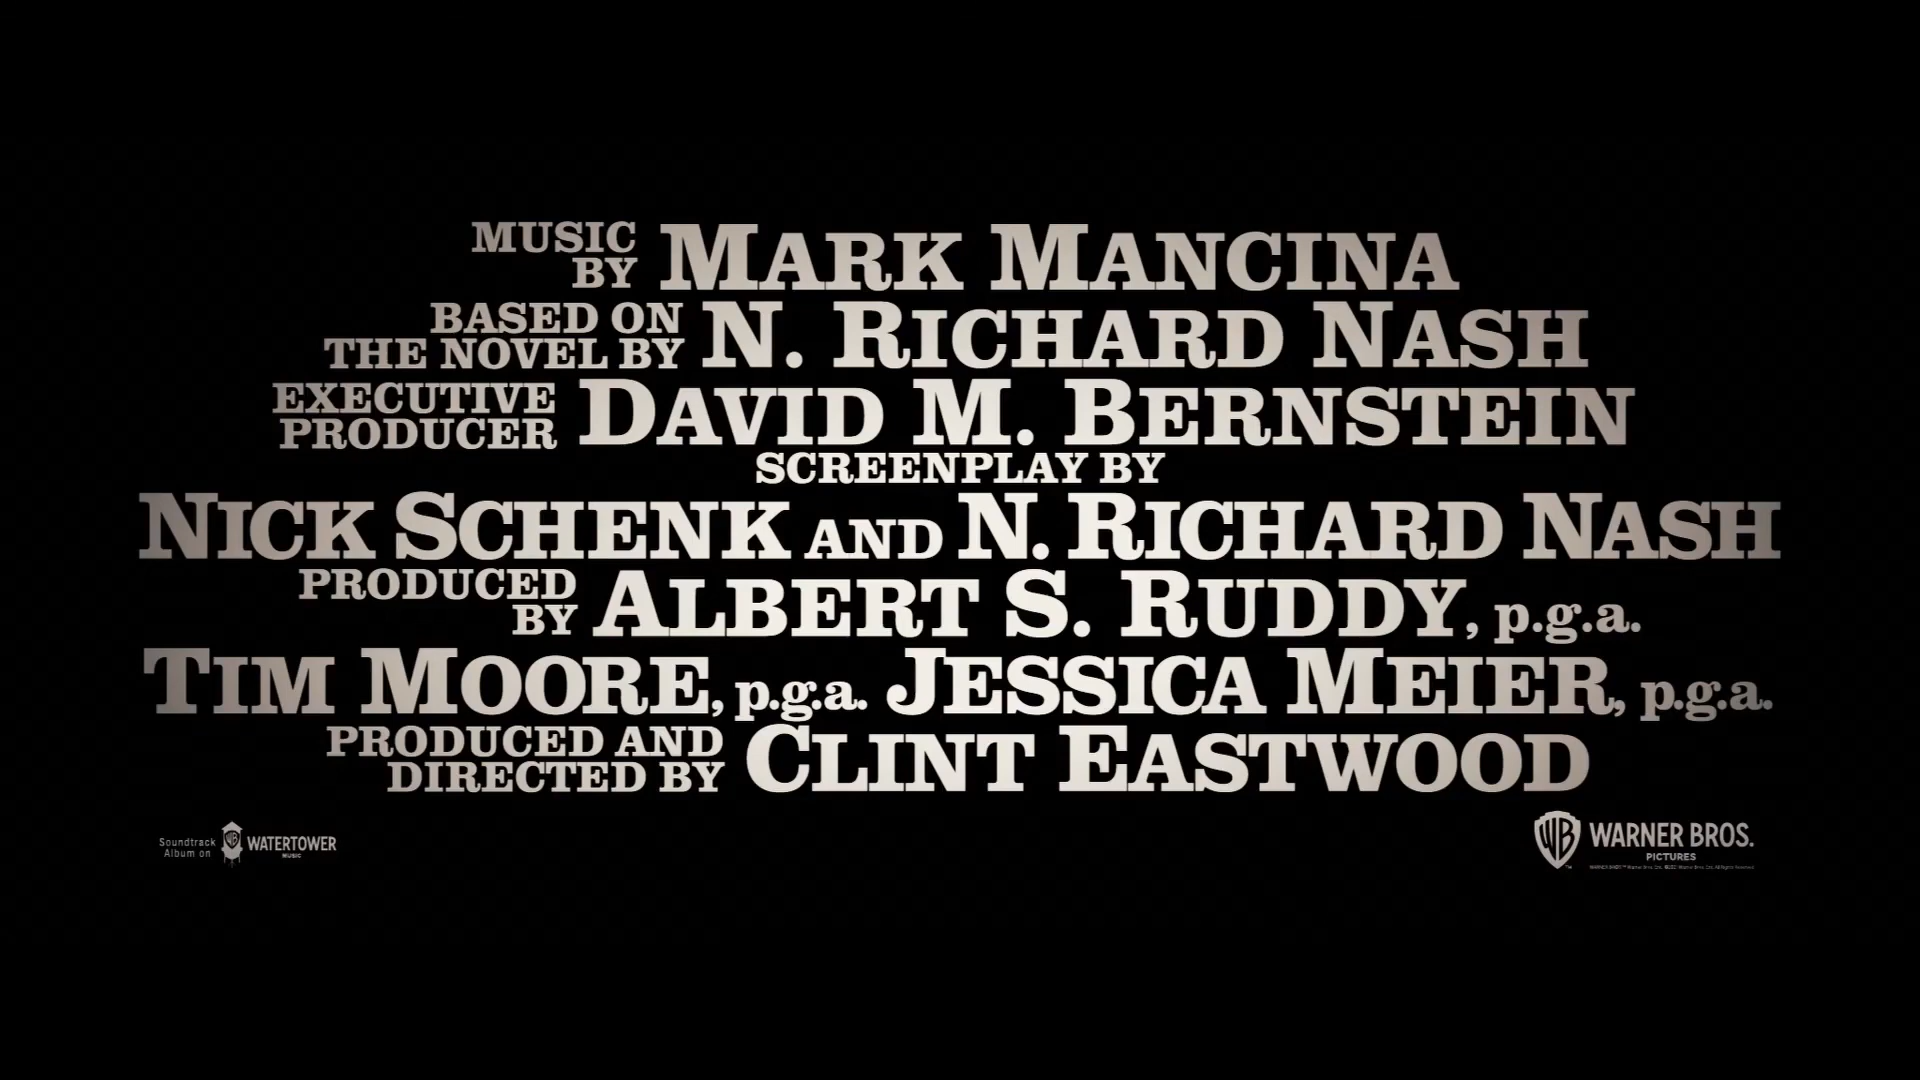 MUSIC BY MARK MANCINA
BASED ON THE NOVEL BY N. RICHARD NASH
EXECUTIVE PRODUCER DAVID M. BERNSTEIN
SCREENPLAY BY
NICK SCHENK AND N. RICHARD NASH
PRODUCED BY ALBERT S. RUDDY, p.g.a.
TIM MOORE, p.g.a. JESSICA MEIER, p.g.a.
PRODUCED AND DIRECTED BY CLINT EASTWOOD
Soundtrack Album on WB WATERTOWER MUSIC
WB WARNER BROS. PICTURES